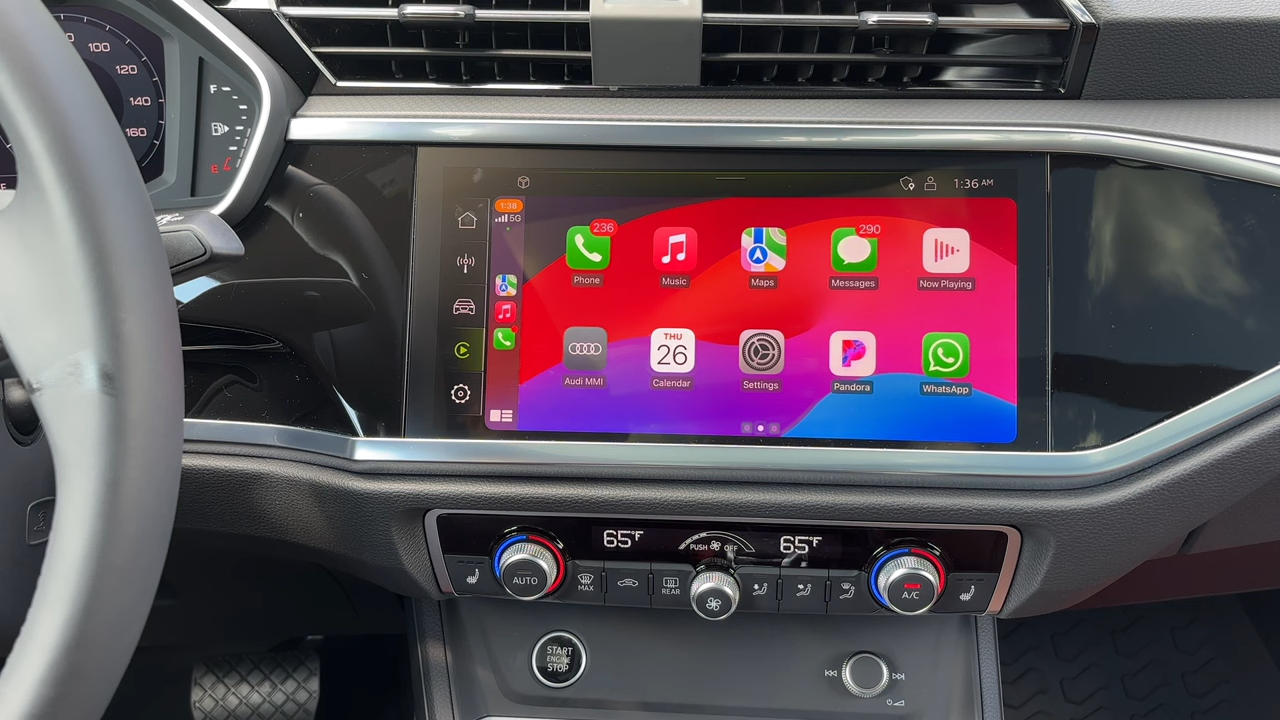 100
120
140
160
F
E
1:36 AM
1:38
5G
236
290
Phone
Music
Maps
Messages
Now Playing
THU
26
Audi MMI
Calendar
Settings
Pandora
WhatsApp
65°F
PUSH OFF
65°F
AUTO
MAX
REAR
A/C
START
ENGINE
STOP